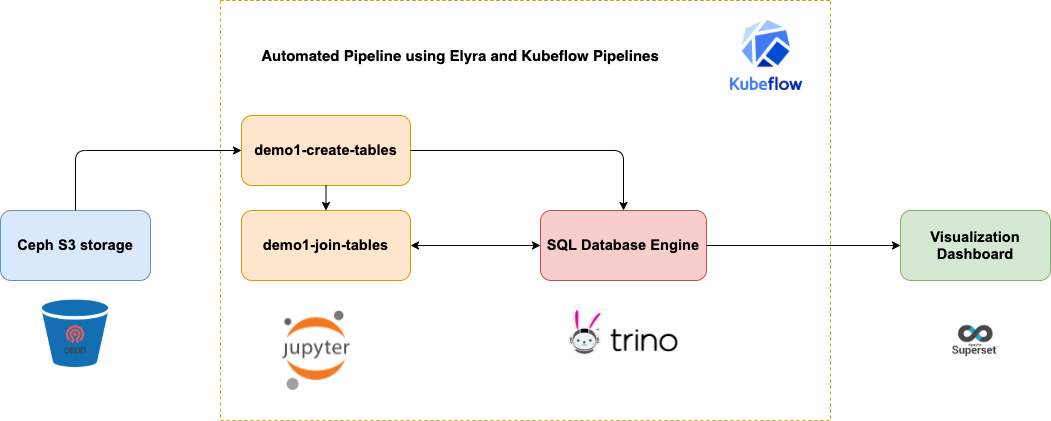 Automated Pipeline using Elyra and Kubeflow Pipelines
Kubeflow
demo1-create-tables
Ceph S3 storage
demo1-join-tables
SQL Database Engine
Visualization
Dashboard
ceph
jupyter
trino
Apache
Superset